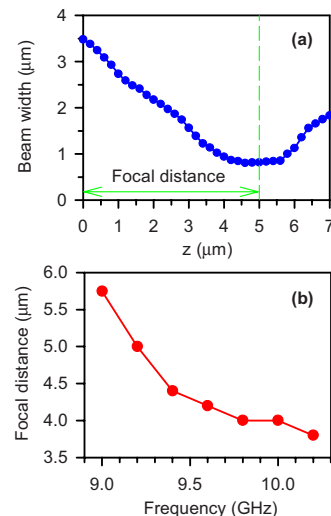 4
(a)
3
Beam width (μm)
2
1
Focal distance
0
0 1 2 3 4 5 6 7
z (μm)
6.0
(b)
5.5
Focal distance (μm)
5.0
4.5
4.0
3.5
9.0 9.5 10.0
Frequency (GHz)